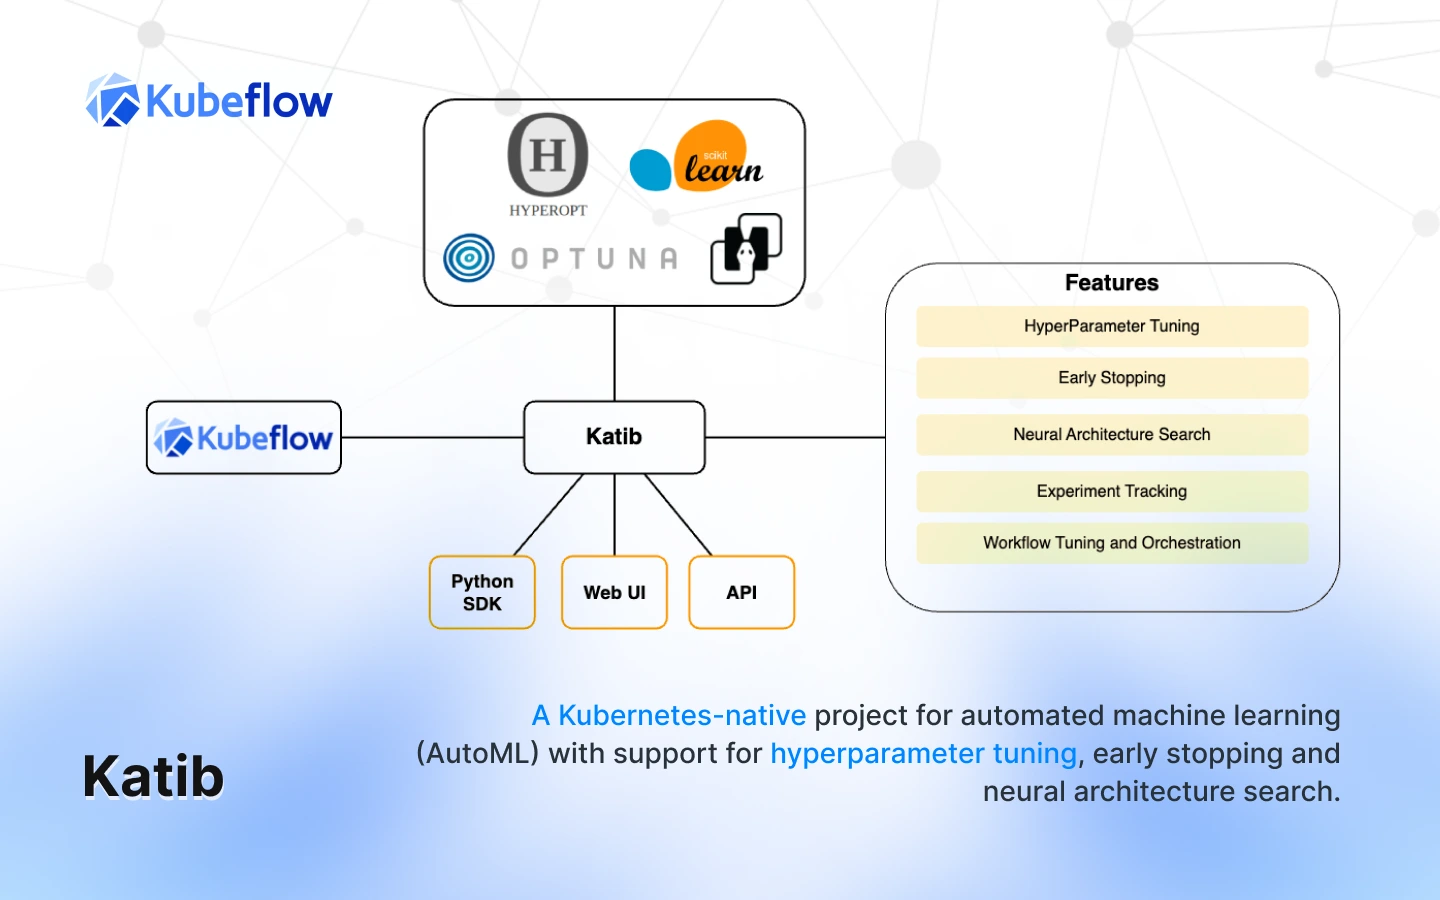 Kubeflow
H
HYPEROPT
scikit
learn
OPTUNA
Features
HyperParameter Tuning
Early Stopping
Neural Architecture Search
Experiment Tracking
Workflow Tuning and Orchestration
Kubeflow
Katib
Python
SDK
Web UI
API
A Kubernetes-native project for automated machine learning
(AutoML) with support for hyperparameter tuning, early stopping and
neural architecture search.
Katib